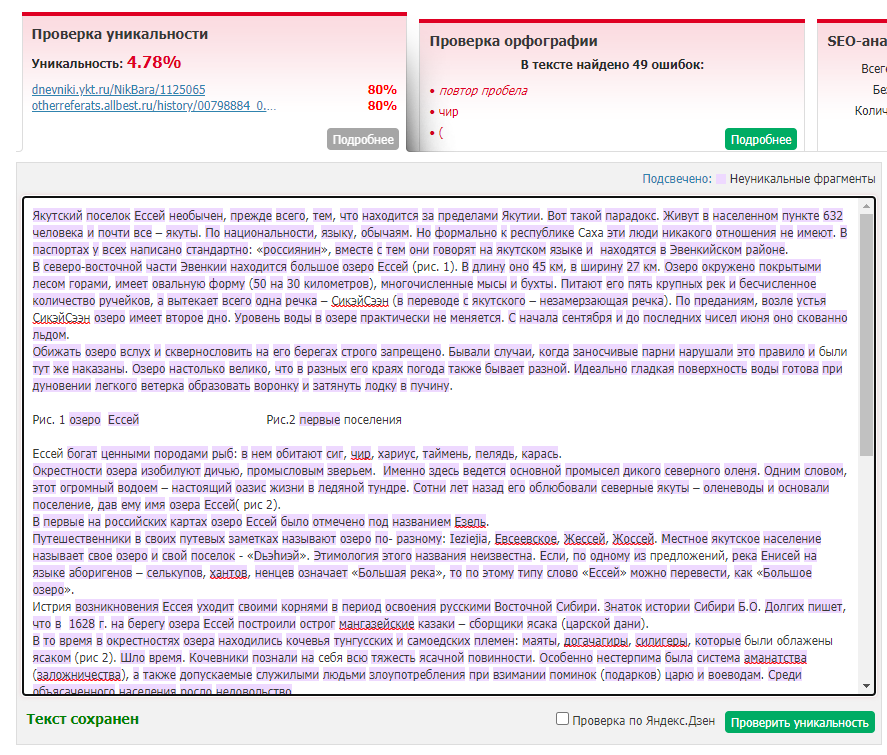 Проверка уникальности
Уникальность: 4.78%
dnevniki.ykt.ru/NikBara/1125065 80%
otherreferats.allbest.ru/history/00798884_0.... 80%
Подробнее
Проверка орфографии
В тексте найдено 49 ошибок:
• повтор пробела
• чир
• (
Подробнее
SEO-ана
Всего
Бе
Колич
Подсвечено: Неуникальные фрагменты
Якутский поселок Ессей необычен, прежде всего, тем, что находится за пределами Якутии. Вот такой парадокс. Живут в населенном пункте 632
человека и почти все – якуты. По национальности, языку, обычаям. Но формально к республике Саха эти люди никакого отношения не имеют. В
паспортах у всех написано стандартно: «россиянин», вместе с тем они говорят на якутском языке и  находятся в Эвенкийском районе.
В северо-восточной части Эвенкии находится большое озеро Ессей (рис. 1). В длину оно 45 км, в ширину 27 км. Озеро окружено покрытыми
лесом горами, имеет овальную форму (50 на 30 километров), многочисленные мысы и бухты. Питают его пять крупных рек и бесчисленное
количество ручейков, а вытекает всего одна речка – СикэйСээн (в переводе с якутского – незамерзающая речка). По преданиям, возле устья
СикэйСээн озеро имеет второе дно. Уровень воды в озере практически не меняется. С начала сентября и до последних чисел июня оно скованно
льдом.
Обижать озеро вслух и сквернословить на его берегах строго запрещено. Бывали случаи, когда заносчивые парни нарушали это правило и были
тут же наказаны. Озеро настолько велико, что в разных его краях погода также бывает разной. Идеально гладкая поверхность воды готова при
дуновении легкого ветерка образовать воронку и затянуть лодку в пучину.
Рис. 1 озеро  Ессей Рис.2 первые поселения
Ессей богат ценными породами рыб: в нем обитают сиг, чир, хариус, таймень, пелядь, карась.
Окрестности озера изобилуют дичью, промысловым зверьем.  Именно здесь ведется основной промысел дикого северного оленя. Одним словом,
этот огромный водоем – настоящий оазис жизни в ледяной тундре. Сотни лет назад его облюбовали северные якуты – оленеводы и основали
поселение, дав ему имя озера Ессей( рис 2).
В первые на российских картах озеро Ессей было отмечено под названием Езель.
Путешественники в своих путевых заметках называют озеро по- разному: Ieziejia, Евсеевское, Жессей, Жоссей. Местное якутское население
называет свое озеро и свой поселок - «Dьэhиэй». Этимология этого названия неизвестна. Если, по одному из предложений, река Енисей на
языке аборигенов – селькупов, хантов, ненцев означает «Большая река», то по этому типу слово «Ессей» можно перевести, как «Большое
озеро».
Истрия возникновения Ессея уходит своими корнями в период освоения русскими Восточной Сибири. Знаток истории Сибири Б.О. Долгих пишет,
что в  1628 г. на берегу озера Ессей построили острог мангазейские казаки – сборщики ясака (царской дани).
В то время в окрестностях озера находились кочевья тунгусских и самоедских племен: маяты, догачагиры, силигеры, которые были облажены
ясаком (рис 2). Шло время. Кочевники познали на себя всю тяжесть ясачной повинности. Особенно нестерпима была система аманатства
(заложничества), а также допускаемые служилыми людьми злоупотребления при взимании поминок (подарков) царю и воеводам. Среди
объясаченного населения росло недовольство
Текст сохранен
Проверка по Яндекс.Дзен
Проверить уникальность